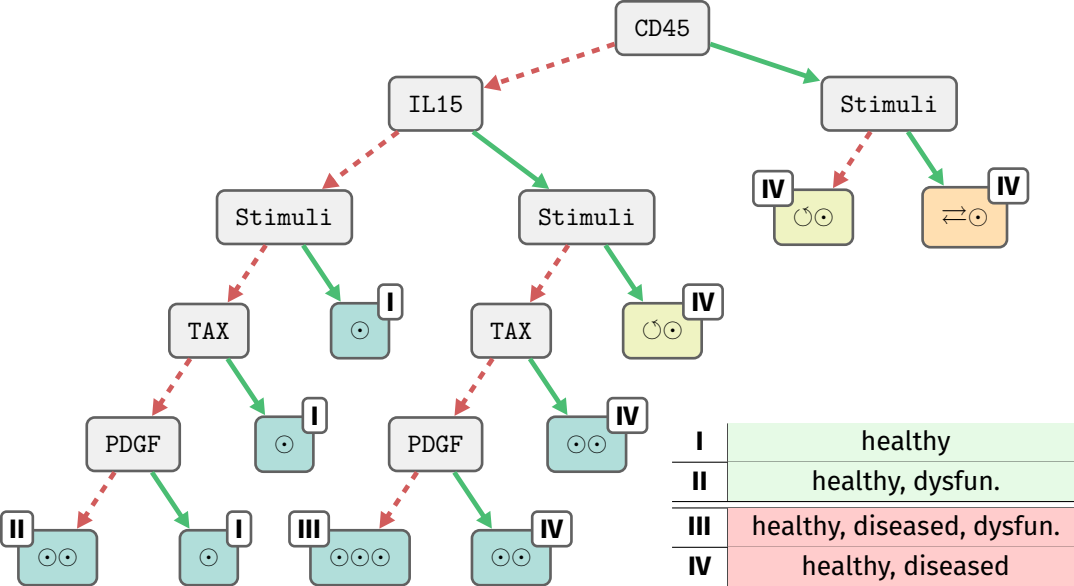 CD45
IL15
Stimuli
IV
IV
↺⊙
⇄⊙
Stimuli
Stimuli
I
IV
TAX
⊙
TAX
↺⊙
I
IV
PDGF
⊙
PDGF
⊙⊙
I healthy
II healthy, dysfun.
II
I
III
IV
III healthy, diseased, dysfun.
⊙⊙
⊙
⊙⊙⊙
⊙⊙
IV healthy, diseased